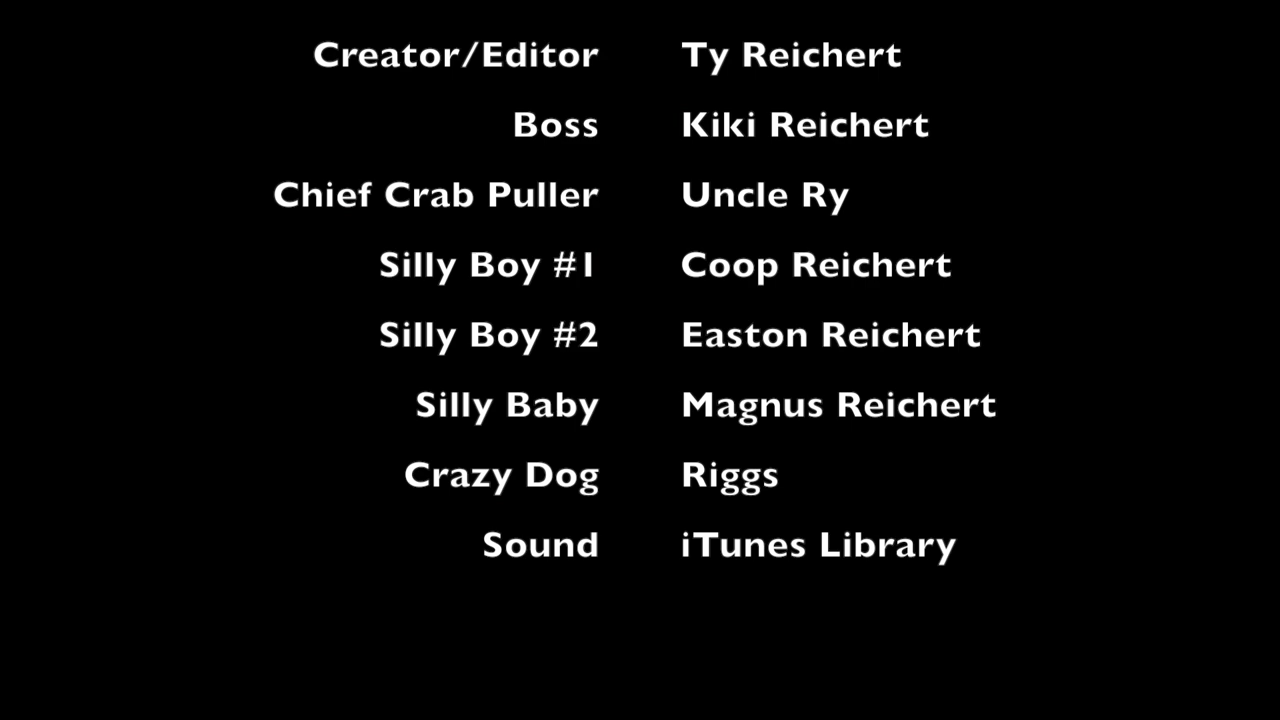 Creator/Editor Ty Reichert
Boss Kiki Reichert
Chief Crab Puller Uncle Ry
Silly Boy #1 Coop Reichert
Silly Boy #2 Easton Reichert
Silly Baby Magnus Reichert
Crazy Dog Riggs
Sound iTunes Library